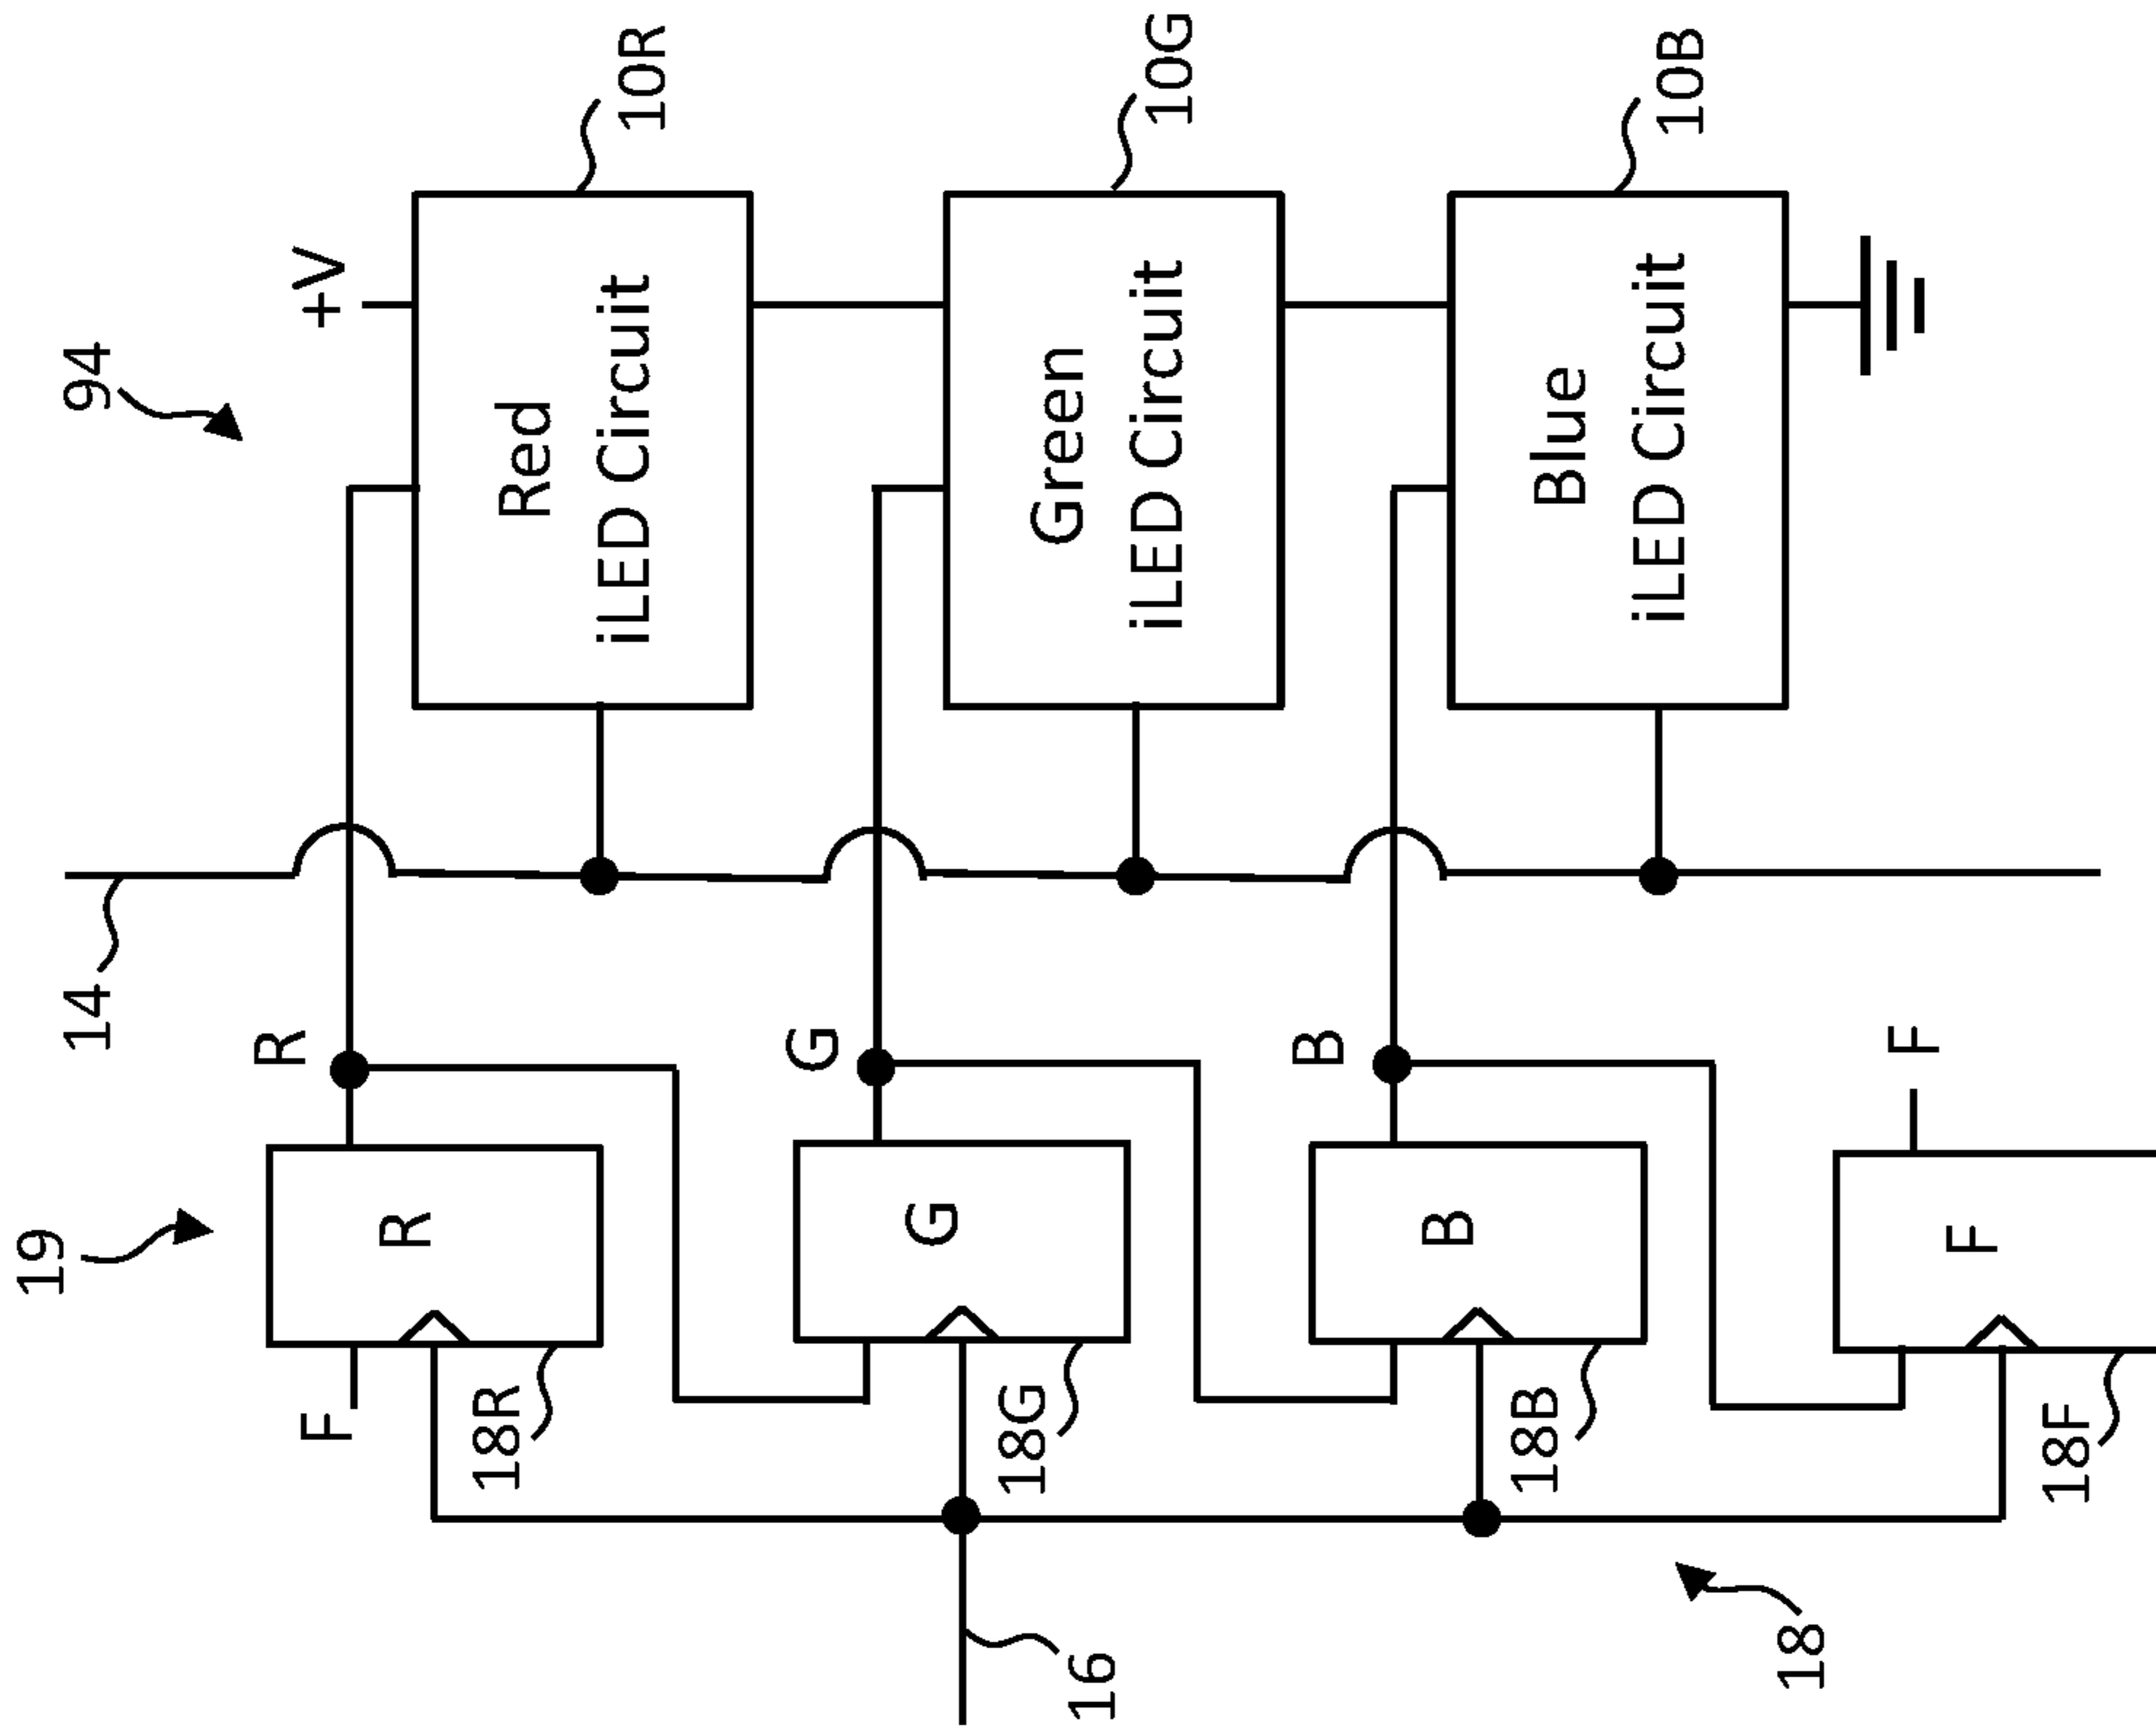 19
14
94
R
F
+V
R
18R
Red
iLED Circuit
10R
G
G
18G
Green
16
iLED Circuit
10G
B
B
18B
Blue
iLED Circuit
10B
18
F
F
18F